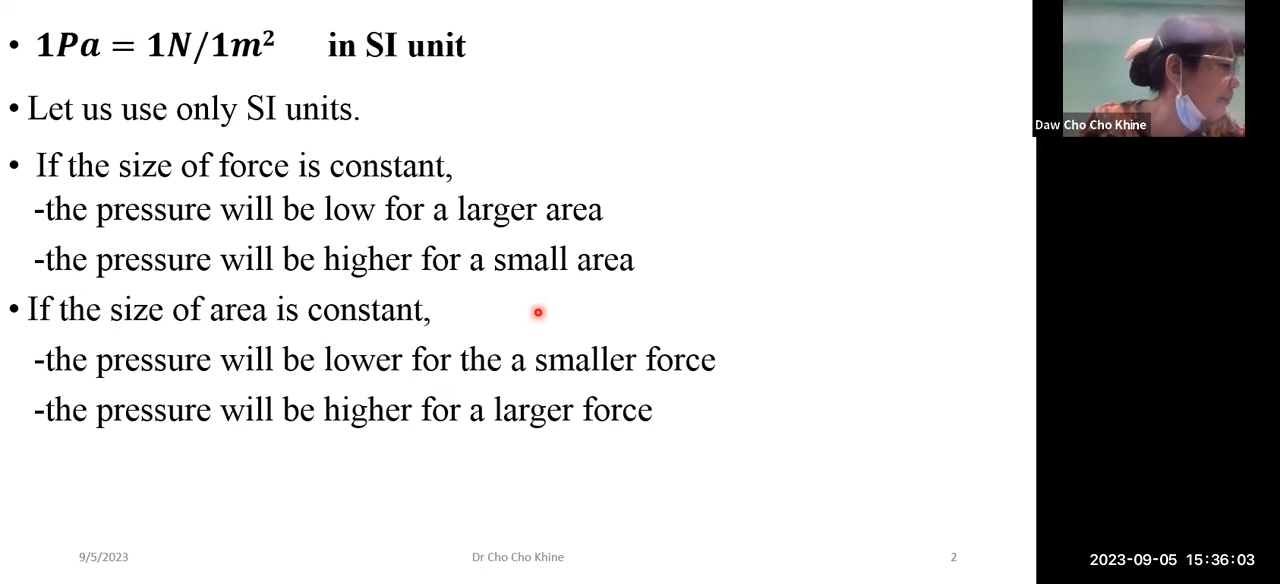 • 1Pa = 1N/1m² in SI unit
• Let us use only SI units.
• If the size of force is constant,
-the pressure will be low for a larger area
-the pressure will be higher for a small area
• If the size of area is constant,
-the pressure will be lower for the a smaller force
-the pressure will be higher for a larger force
9/5/2023
Dr Cho Cho Khine
2
Daw Cho Cho Khine
2023-09-05 15:36:03